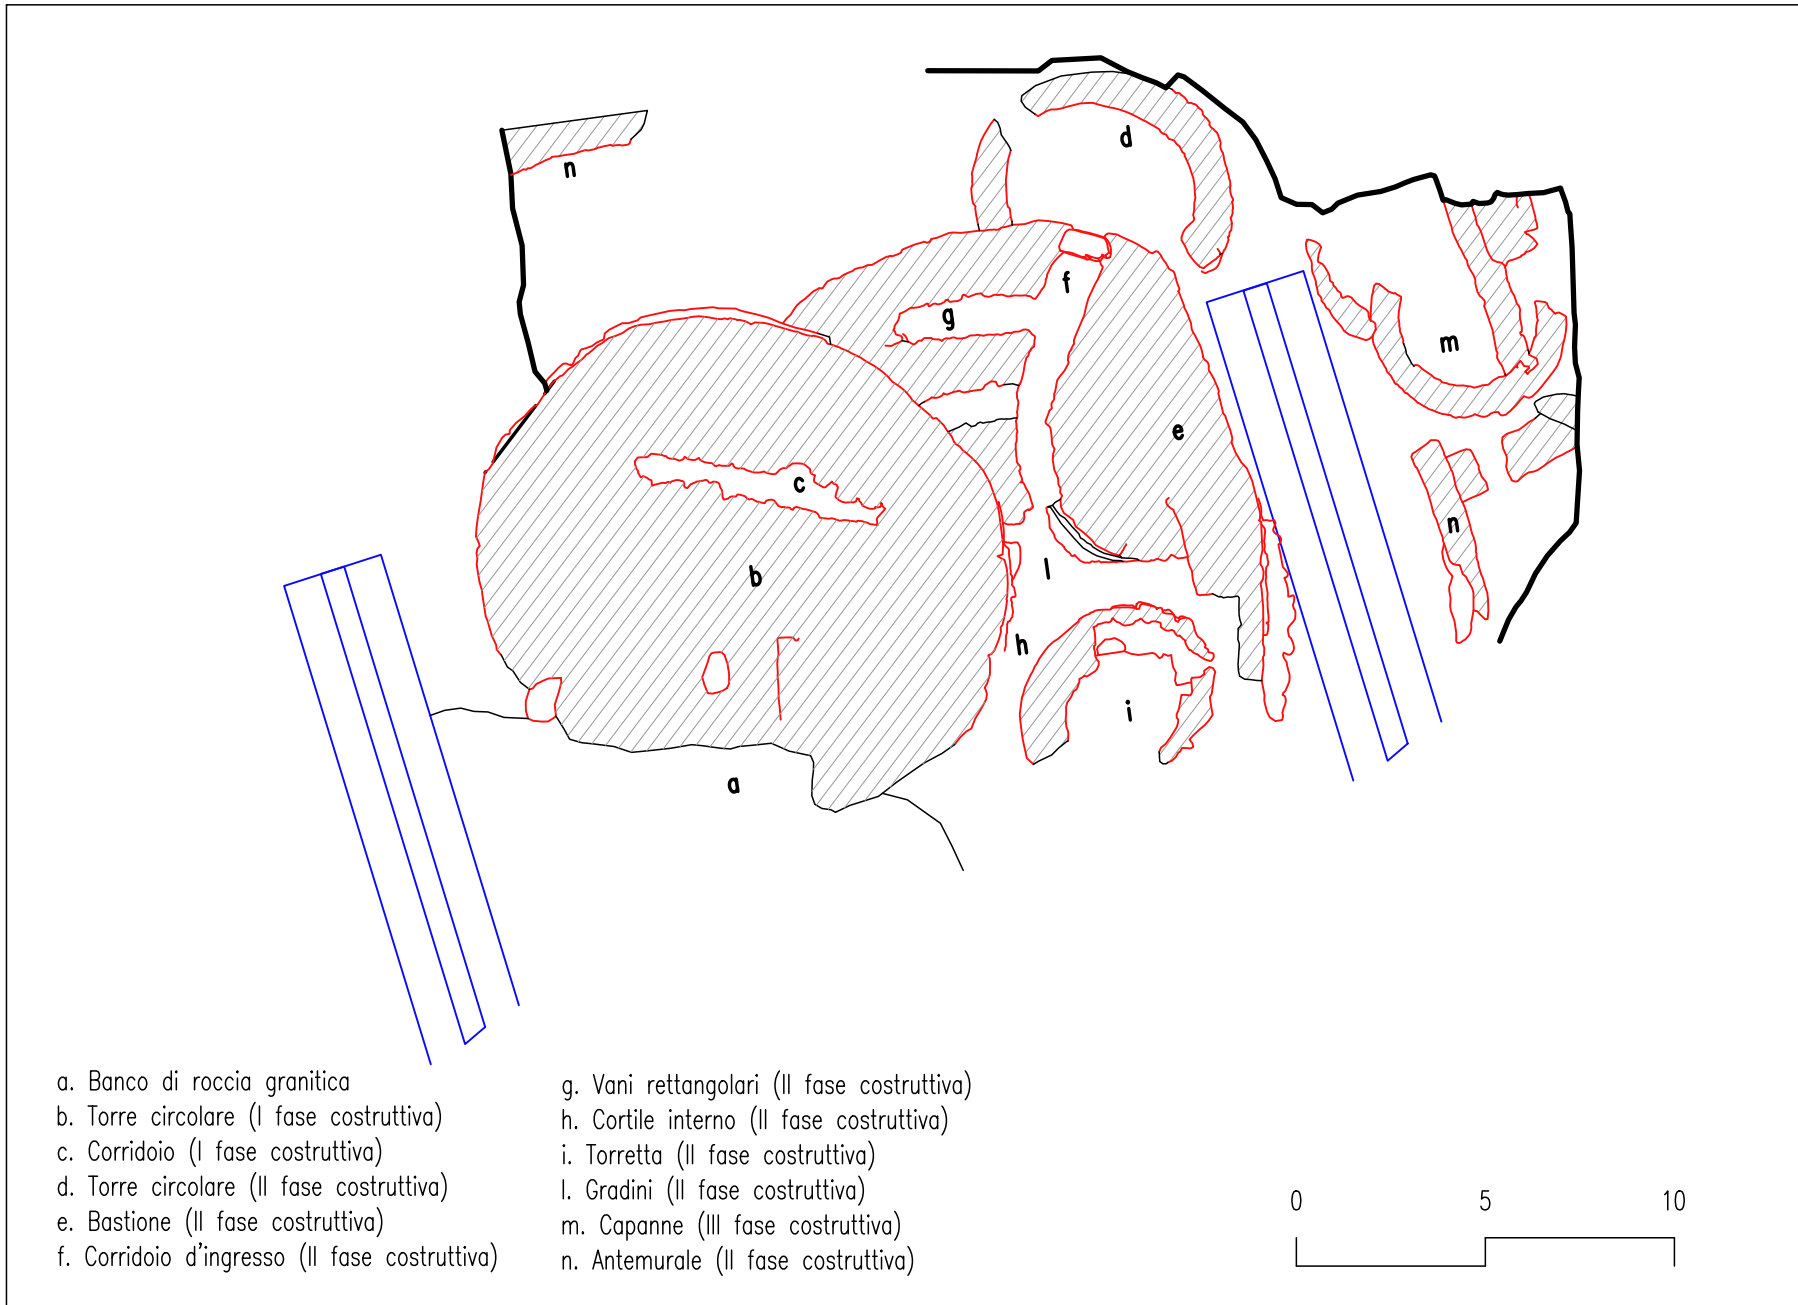 d
n
f
g
m
e
c
n
b
l
h
i
a
a. Banco di roccia granitica
b. Torre circolare (I fase costruttiva)
c. Corridoio (I fase costruttiva)
d. Torre circolare (II fase costruttiva)
e. Bastione (II fase costruttiva)
f. Corridoio d'ingresso (II fase costruttiva)
g. Vani rettangolari (II fase costruttiva)
h. Cortile interno (II fase costruttiva)
i. Torretta (II fase costruttiva)
l. Gradini (II fase costruttiva)
m. Capanne (III fase costruttiva)
n. Antemurale (II fase costruttiva)
0 5 10